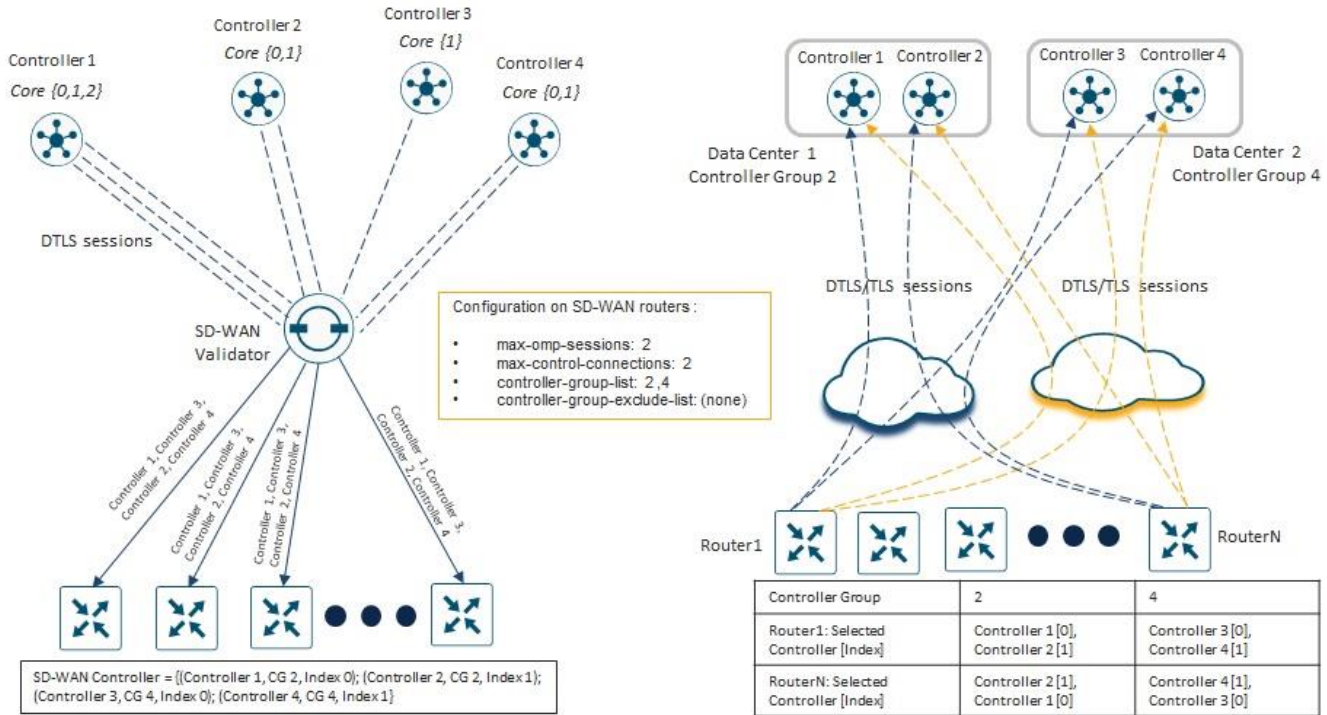 Controller 1
Core {0,1,2}
Controller 2
Core {0,1}
Controller 3
Core {1}
Controller 4
Core {0,1}
DTLS sessions
SD-WAN
Validator
Controller 1, Controller 3,
Controller 2, Controller 4
Controller 1, Controller 3,
Controller 2, Controller 4
Controller 1, Controller 3,
Controller 2, Controller 4
Controller 1, Controller 3,
Controller 2, Controller 4
SD-WAN Controller = {(Controller 1, CG 2, Index 0); (Controller 2, CG 2, Index 1);
(Controller 3, CG 4, Index 0); (Controller 4, CG 4, Index 1}
Configuration on SD-WAN routers :
• max-omp-sessions: 2
• max-control-connections: 2
• controller-group-list: 2 ,4
• controller-group-exclude-list: (none)
Controller 1
Controller 2
Controller 3
Controller 4
Data Center 1
Controller Group 2
Data Center 2
Controller Group 4
DTLS/TLS sessions
DTLS/TLS sessions
Router1
RouterN
Controller Group 2 4
Router1: Selected Controller 1 [0], Controller 3 [0],
Controller [Index] Controller 2 [1] Controller 4 [1]
RouterN: Selected Controller 2 [1], Controller 4 [1],
Controller [Index] Controller 1 [0] Controller 3 [0]